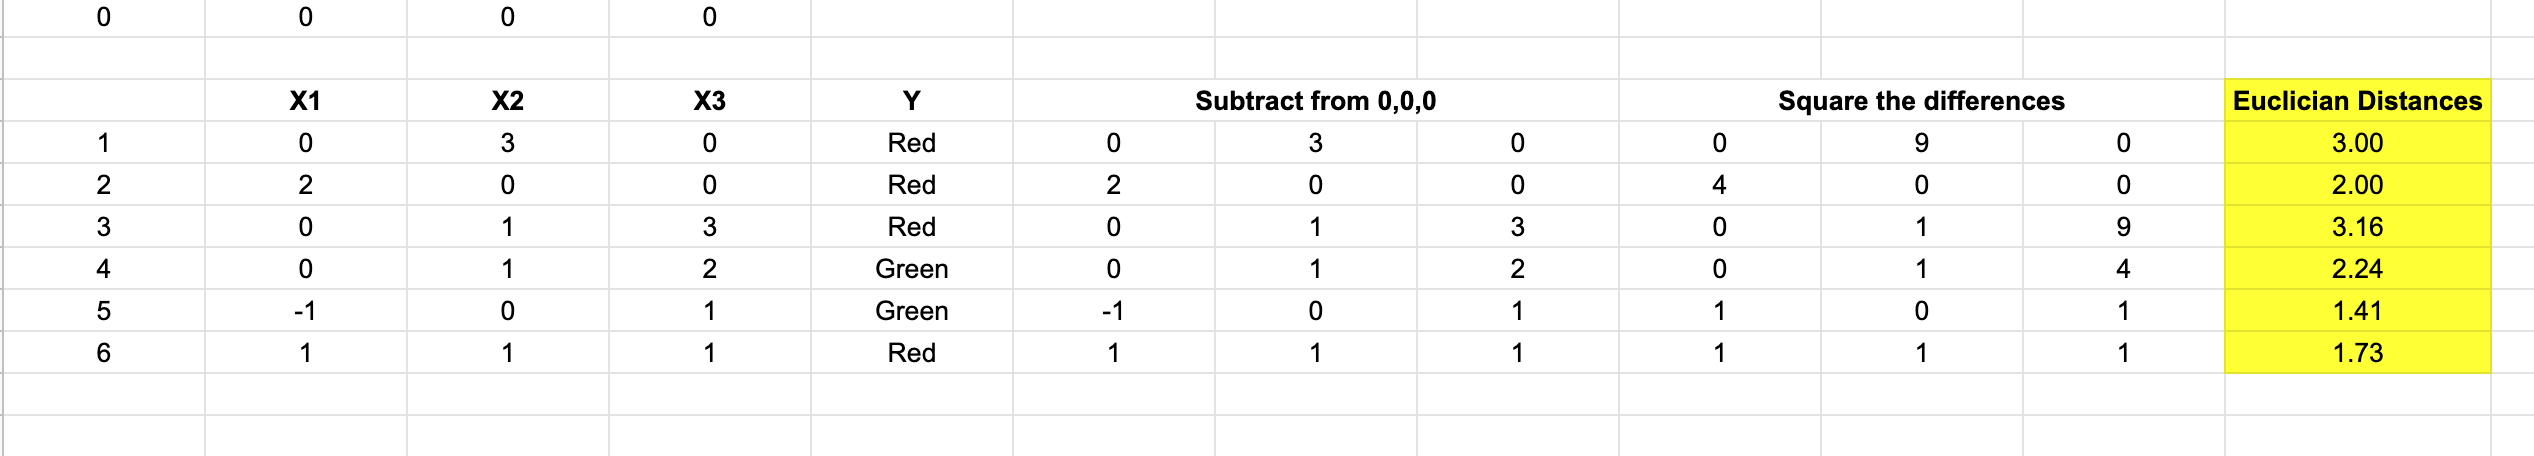 0 0 0 0
X1 X2 X3 Y Subtract from 0,0,0 Square the differences Euclician Distances
1 0 3 0 Red 0 3 0 0 9 0 3.00
2 2 0 0 Red 2 0 0 4 0 0 2.00
3 0 1 3 Red 0 1 3 0 1 9 3.16
4 0 1 2 Green 0 1 2 0 1 4 2.24
5 -1 0 1 Green -1 0 1 1 0 1 1.41
6 1 1 1 Red 1 1 1 1 1 1 1.73